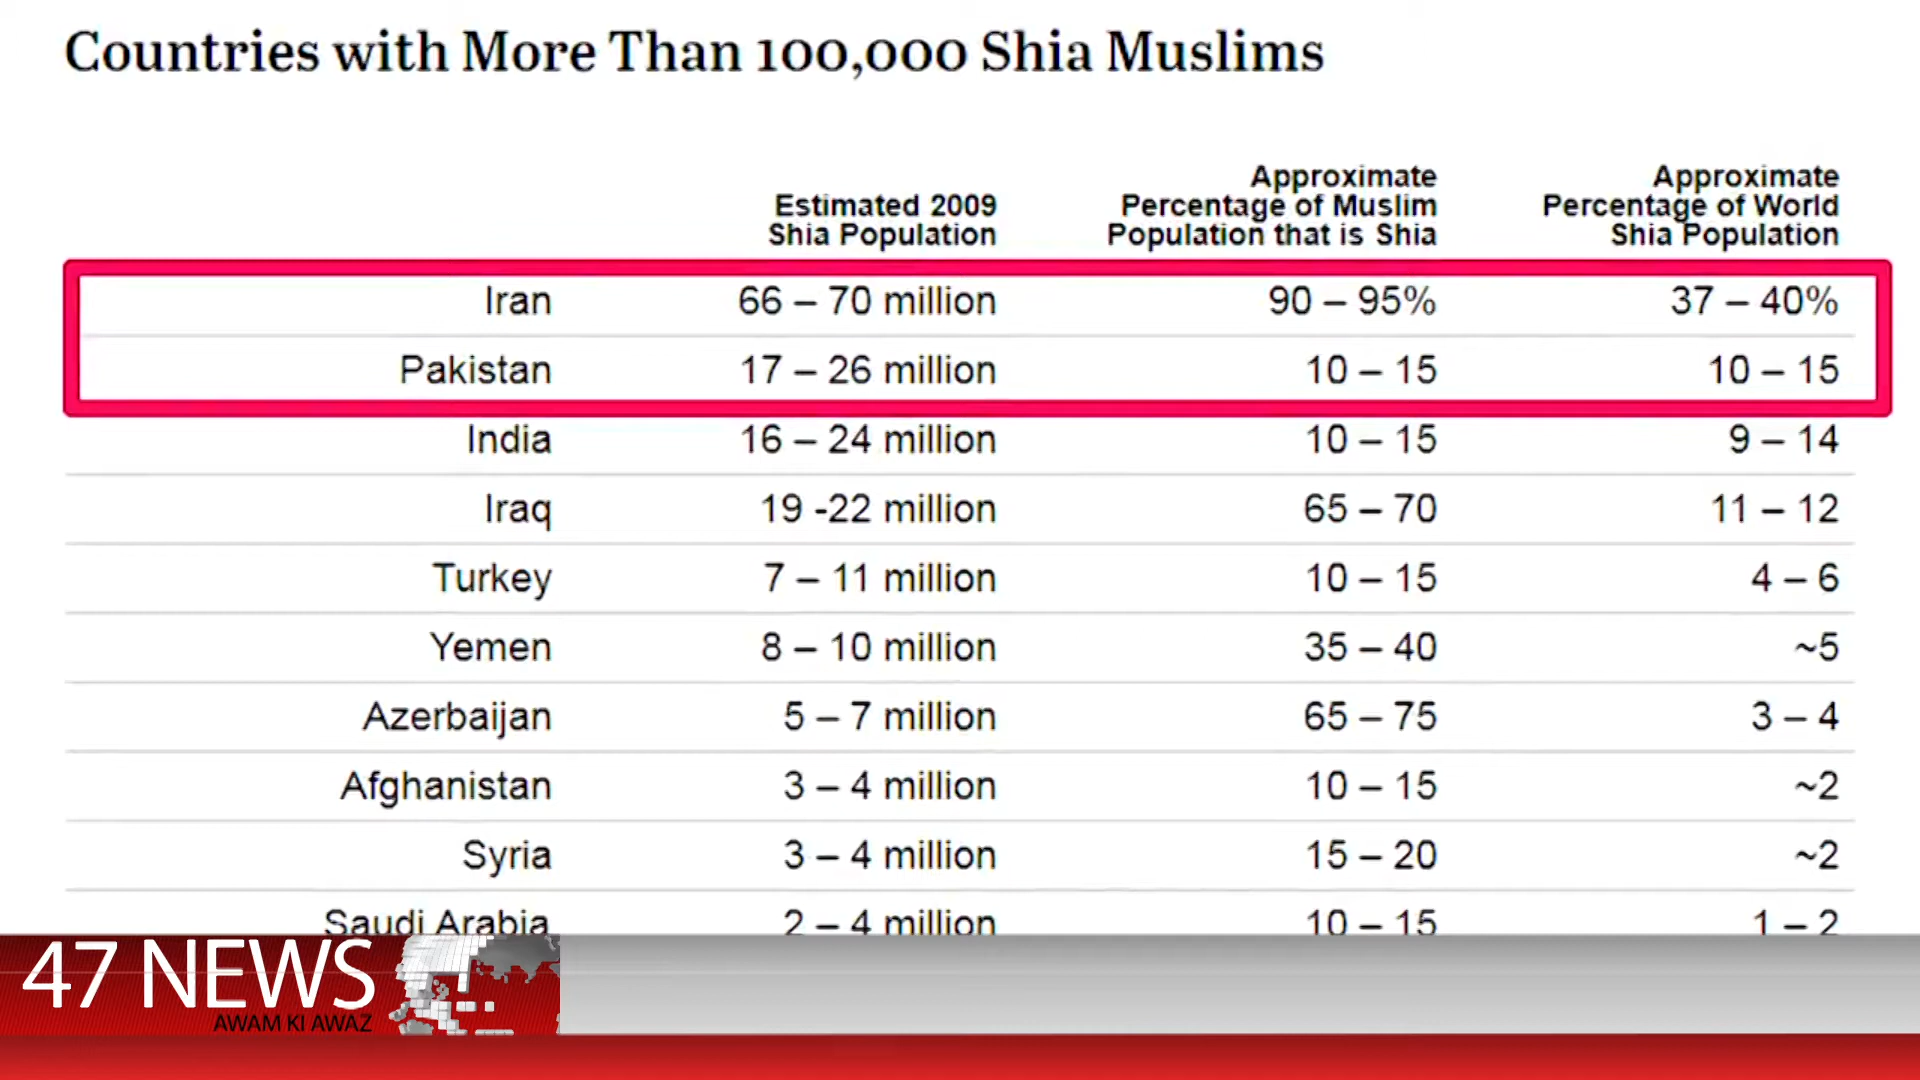 Countries with More Than 100,000 Shia Muslims
Approximate Approximate
Estimated 2009 Percentage of Muslim Percentage of World
Shia Population Population that is Shia Shia Population
Iran 66 – 70 million 90 – 95% 37 – 40%
Pakistan 17 – 26 million 10 – 15 10 – 15
India 16 – 24 million 10 – 15 9 – 14
Iraq 19 -22 million 65 – 70 11 – 12
Turkey 7 – 11 million 10 – 15 4 – 6
Yemen 8 – 10 million 35 – 40 ~5
Azerbaijan 5 – 7 million 65 – 75 3 – 4
Afghanistan 3 – 4 million 10 – 15 ~2
Syria 3 – 4 million 15 – 20 ~2
Saudi Arabia 2 – 4 million 10 – 15 1 – 2
47 NEWS
AWAM KI AWAZ